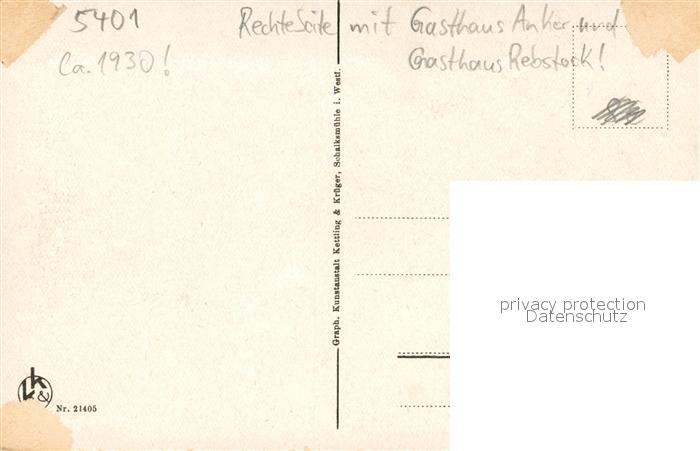 5401 Rechte Seite mit Gasthaus Anker und
Ca. 1930! Gasthaus Rebstock!
Graph. Kunstanstalt Kettling & Krüger, Schalksmühle i. Westf.
privacy protection
Datenschutz
k&k
Nr. 21405